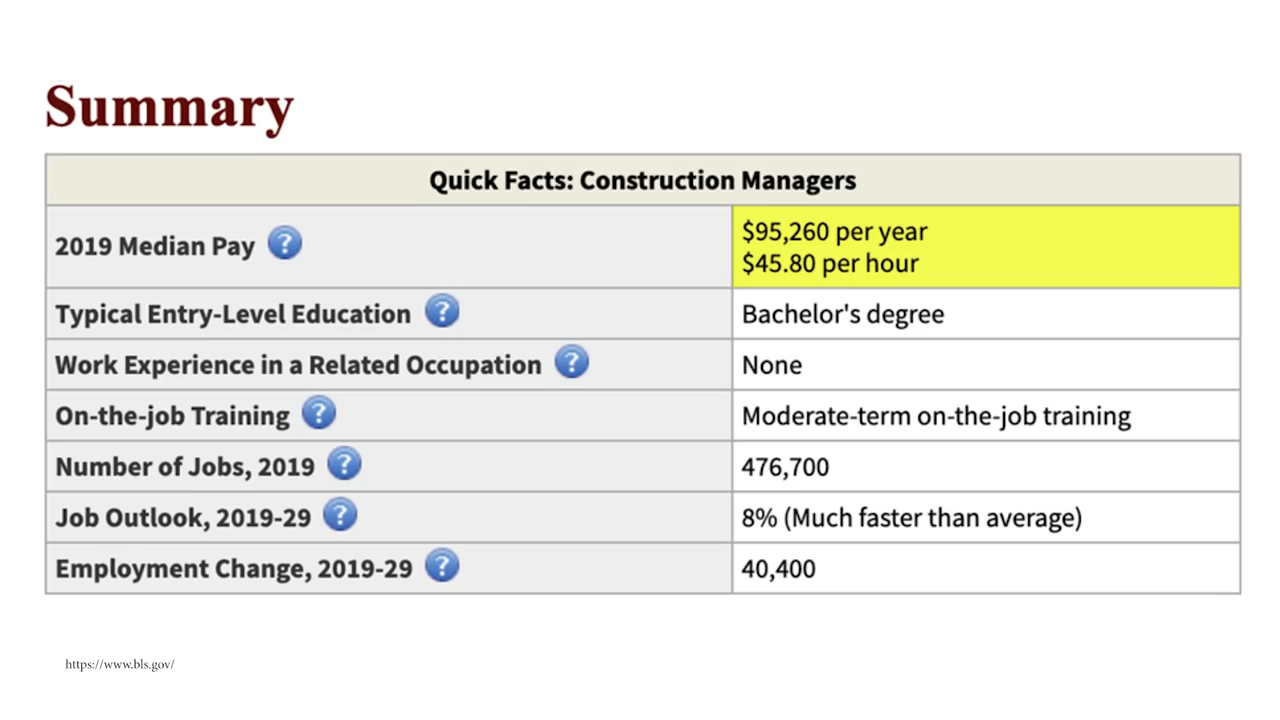 Summary
Quick Facts: Construction Managers
2019 Median Pay ?
$95,260 per year
$45.80 per hour
Typical Entry-Level Education ?
Bachelor's degree
Work Experience in a Related Occupation ?
None
On-the-job Training ?
Moderate-term on-the-job training
Number of Jobs, 2019 ?
476,700
Job Outlook, 2019-29 ?
8% (Much faster than average)
Employment Change, 2019-29 ?
40,400
https://www.bls.gov/